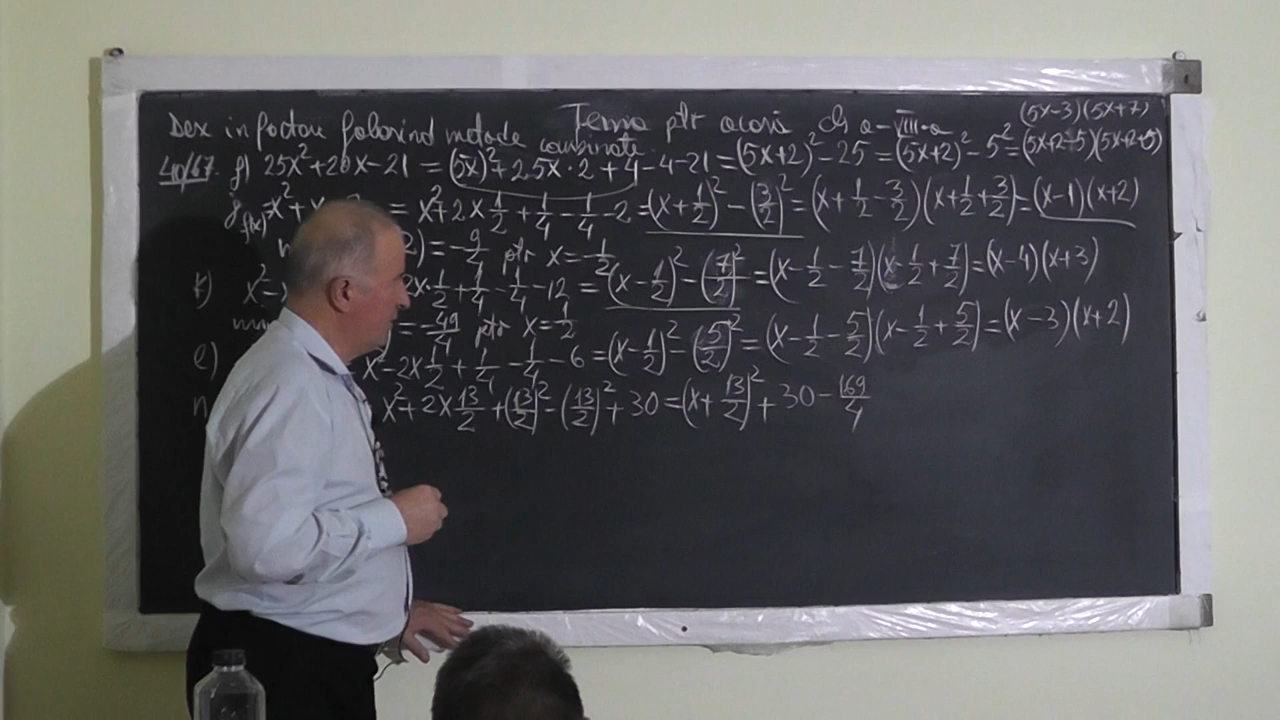 (5x-3)(5x+7)
Desc in factori folosind metode combinate Tema ptr acasă cls a-VIII-a
40/67. f) 25x²+20x-21 = (5x)²+2·5x·2+4-4-21=(5x+2)²-25=(5x+2)²-5²=(5x+2-5)(5x+2+5)
f(x)=x²+x = x²+2x1/2+1/4-1/4-2=(x+1/2)²-(3/2)²=(x+1/2-3/2)(x+1/2+3/2)=(x-1)(x+2)
=-9/4 ptr x=-1/2
k) x²- 2x·1/2+1/4-1/4-12=(x-1/2)²-(7/2)²=(x-1/2-7/2)(x-1/2+7/2)=(x-4)(x+3)
=-49/4 ptr x=1/2
l) x²-2x1/2+1/4-1/4-6=(x-1/2)²-(5/2)²=(x-1/2-5/2)(x-1/2+5/2)=(x-3)(x+2)
x²+2x13/2+(13/2)²-(13/2)²+30=(x+13/2)²+30-169/4